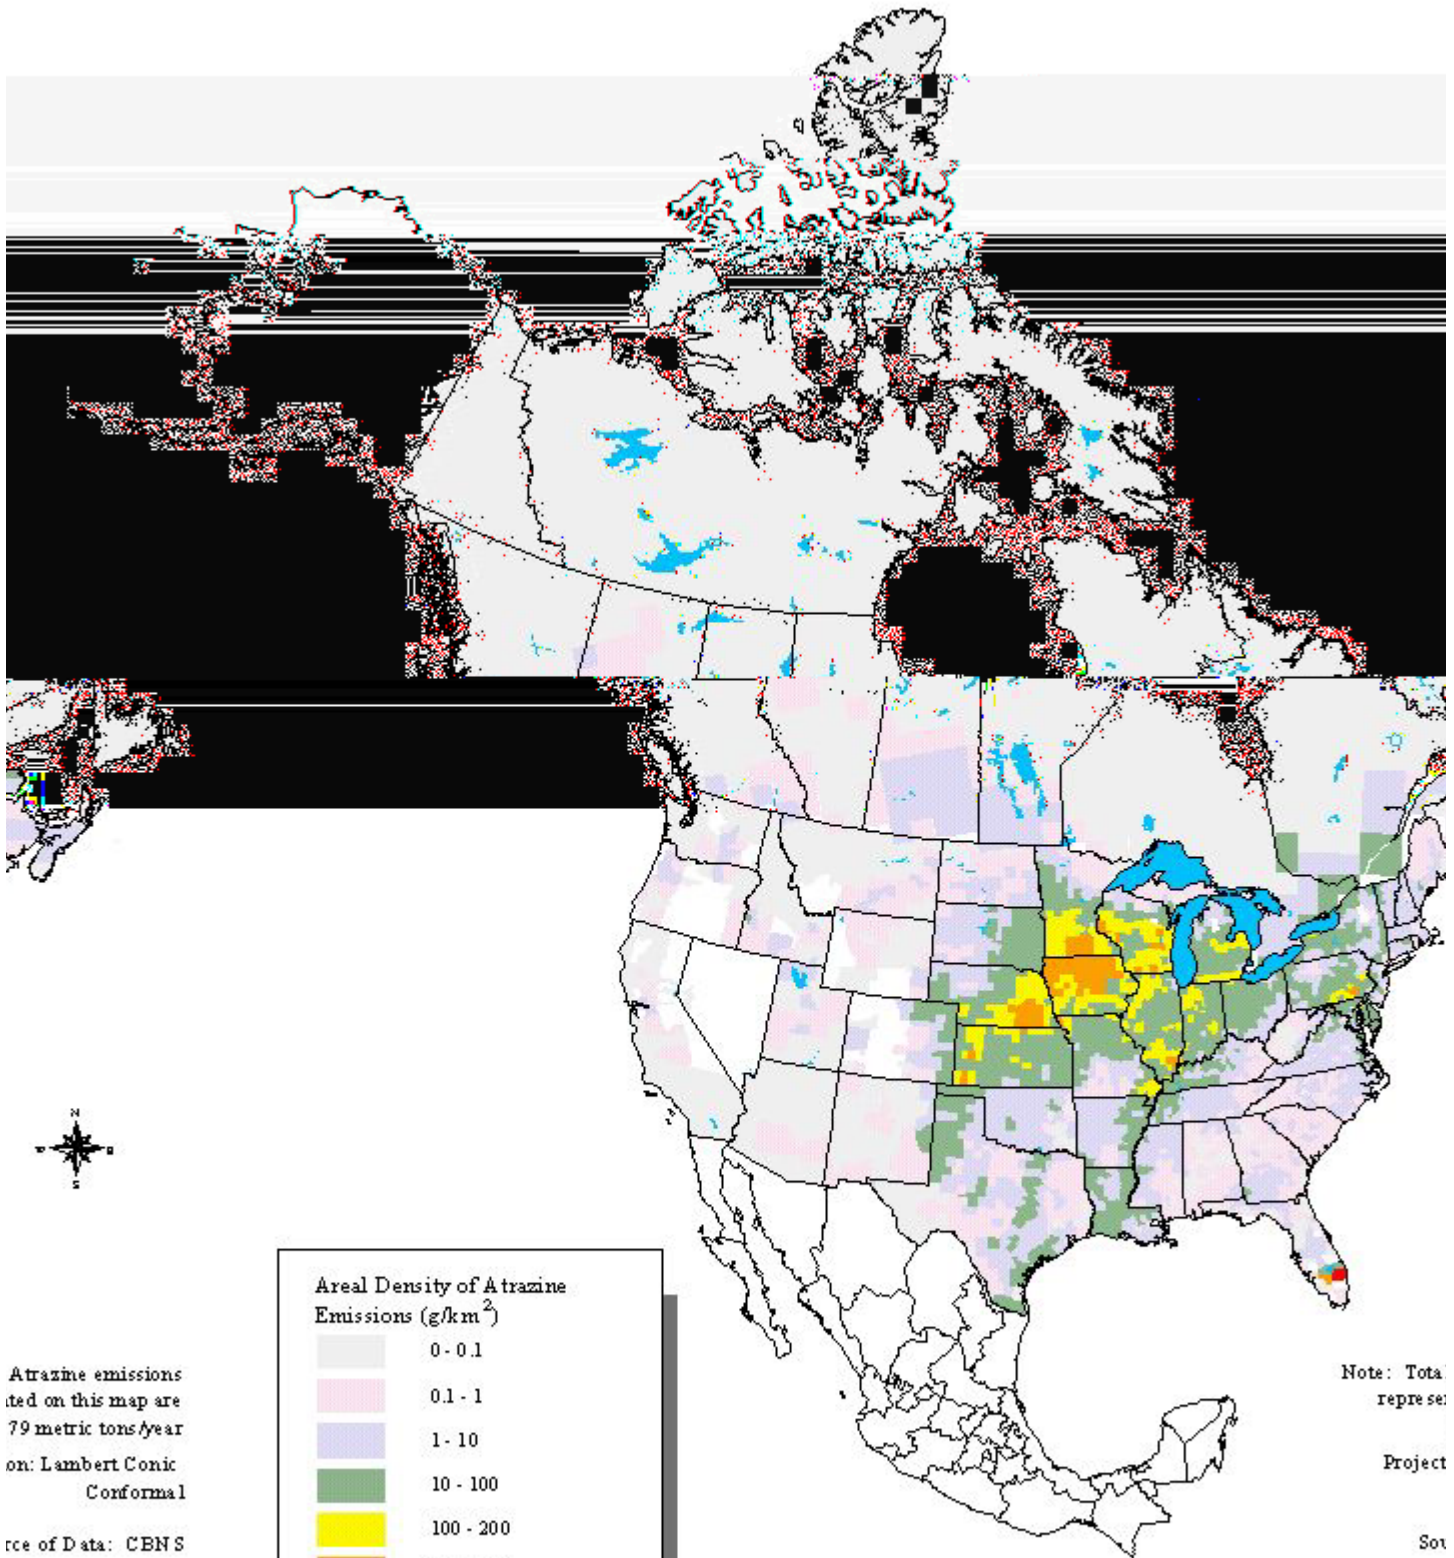 N
S
Areal Density of Atrazine
Emissions (g/km2)
0 - 0.1
0.1 - 1
1 - 10
10 - 100
100 - 200
Atrazine emissions
ted on this map are
79 metric tons/year
on: Lambert Conic
Conformal
rce of Data: CBNS
Note: Tota
represen
Project
Sou